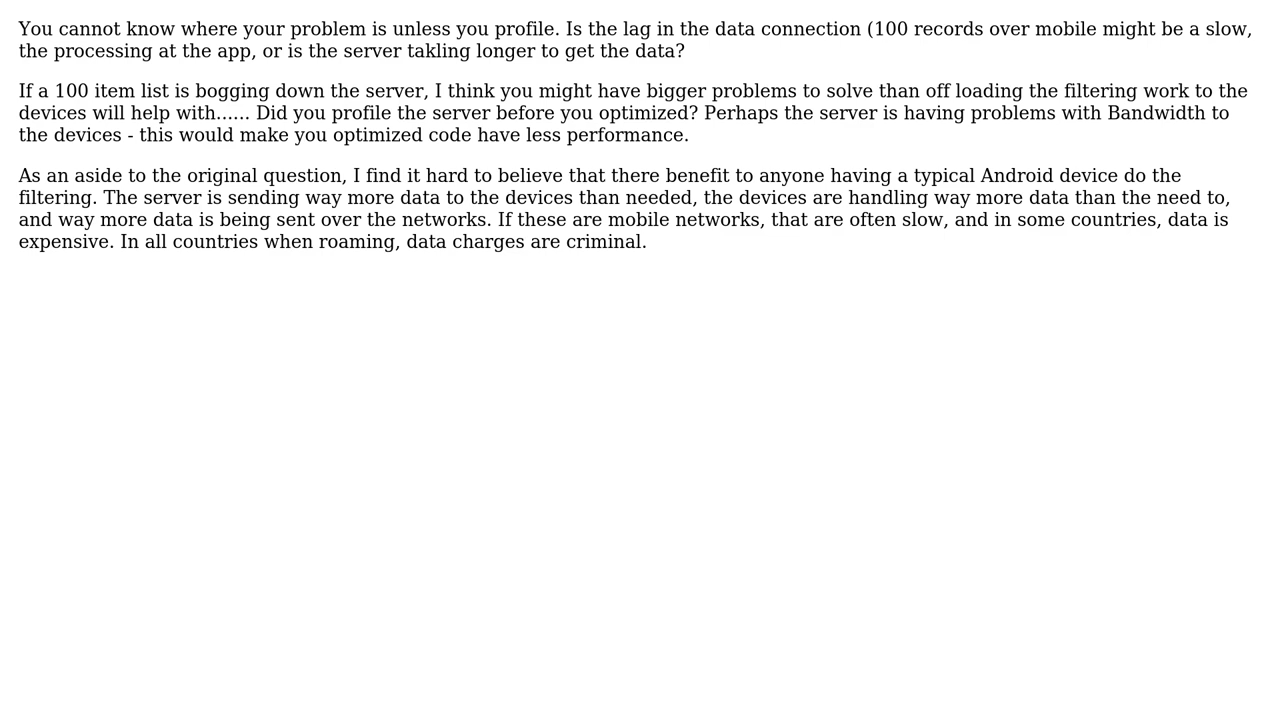 You cannot know where your problem is unless you profile. Is the lag in the data connection (100 records over mobile might be a slow,
the processing at the app, or is the server takling longer to get the data?
If a 100 item list is bogging down the server, I think you might have bigger problems to solve than off loading the filtering work to the
devices will help with...... Did you profile the server before you optimized? Perhaps the server is having problems with Bandwidth to
the devices - this would make you optimized code have less performance.
As an aside to the original question, I find it hard to believe that there benefit to anyone having a typical Android device do the
filtering. The server is sending way more data to the devices than needed, the devices are handling way more data than the need to,
and way more data is being sent over the networks. If these are mobile networks, that are often slow, and in some countries, data is
expensive. In all countries when roaming, data charges are criminal.